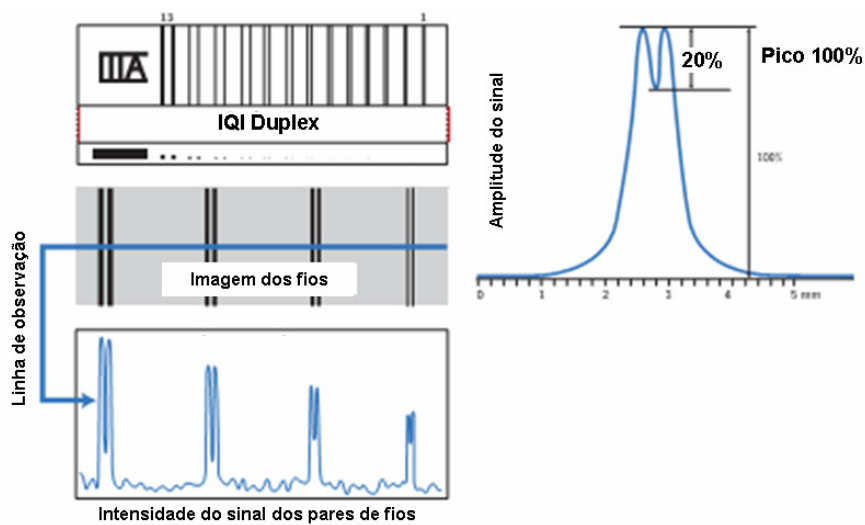 13 1
IIIA
IQI Duplex
Linha de observação
Imagem dos fios
Intensidade do sinal dos pares de fios
Amplitude do sinal
20%
Pico 100%
100%
0 1 2 3 4 5 mm